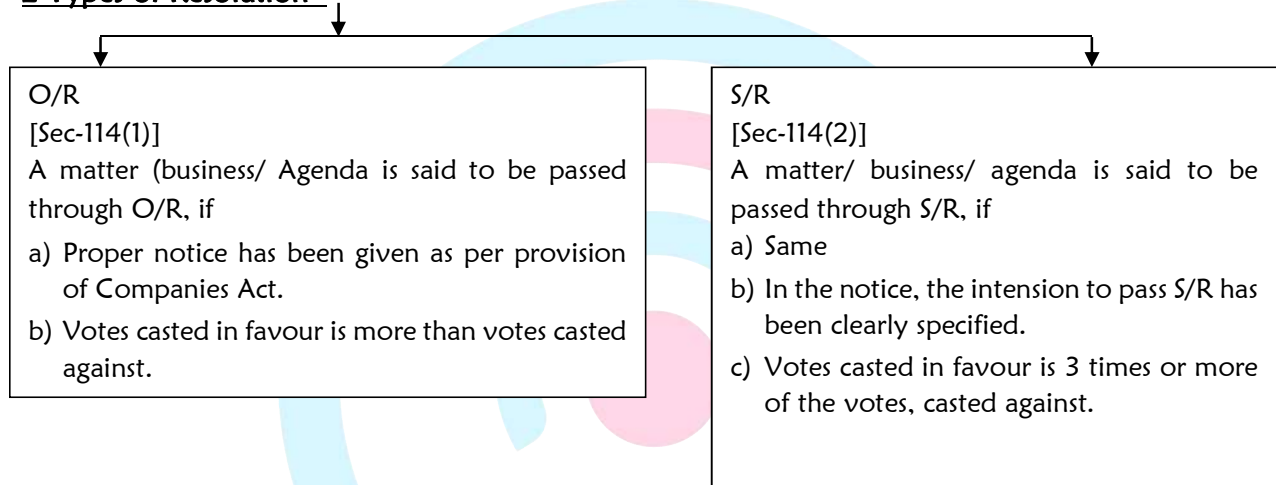 2 Types of Resolution
O/R
[Sec-114(1)]
A matter (business/ Agenda is said to be passed
through O/R, if
a) Proper notice has been given as per provision
of Companies Act.
b) Votes casted in favour is more than votes casted
against.
S/R
[Sec-114(2)]
A matter/ business/ agenda is said to be
passed through S/R, if
a) Same
b) In the notice, the intension to pass S/R has
been clearly specified.
c) Votes casted in favour is 3 times or more
of the votes, casted against.